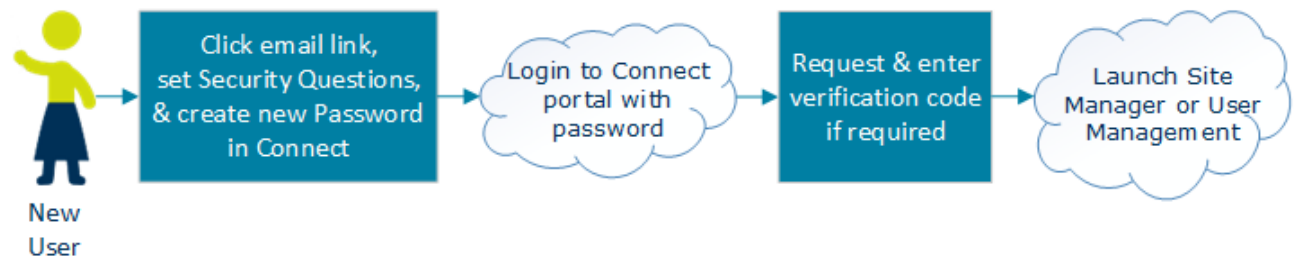 Click email link,
set Security Questions,
& create new Password
in Connect
Login to Connect
portal with
password
Request & enter
verification code
if required
Launch Site
Manager or User
Management
New
User